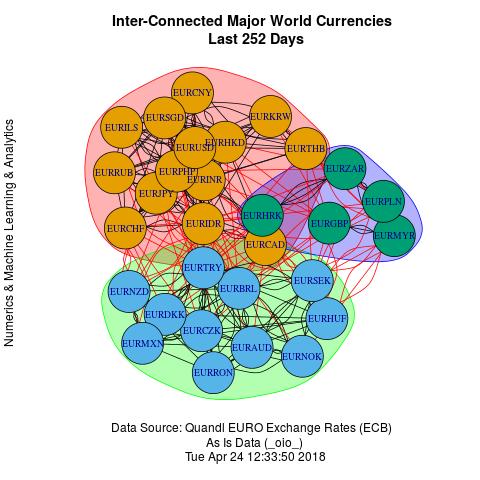 Inter-Connected Major World Currencies
Last 252 Days
Numerics & Machine Learning & Analytics
EURCNY
EURSGD
EURKRW
EURILS
EURUSD
EURHKD
EURTHB
EURZAR
EURRUB
EURPHP
EURINR
EURJPY
EURPLN
EURHRK
EURCHF
EURIDR
EURGBP
EURMYR
EURCAD
EURTRY
EURSEK
EURNZD
EURBRL
EURDKK
EURHUF
EURCZK
EURMXN
EURAUD
EURNOK
EURRON
Data Source: Quandl EURO Exchange Rates (ECB)
As Is Data (_oio_)
Tue Apr 24 12:33:50 2018